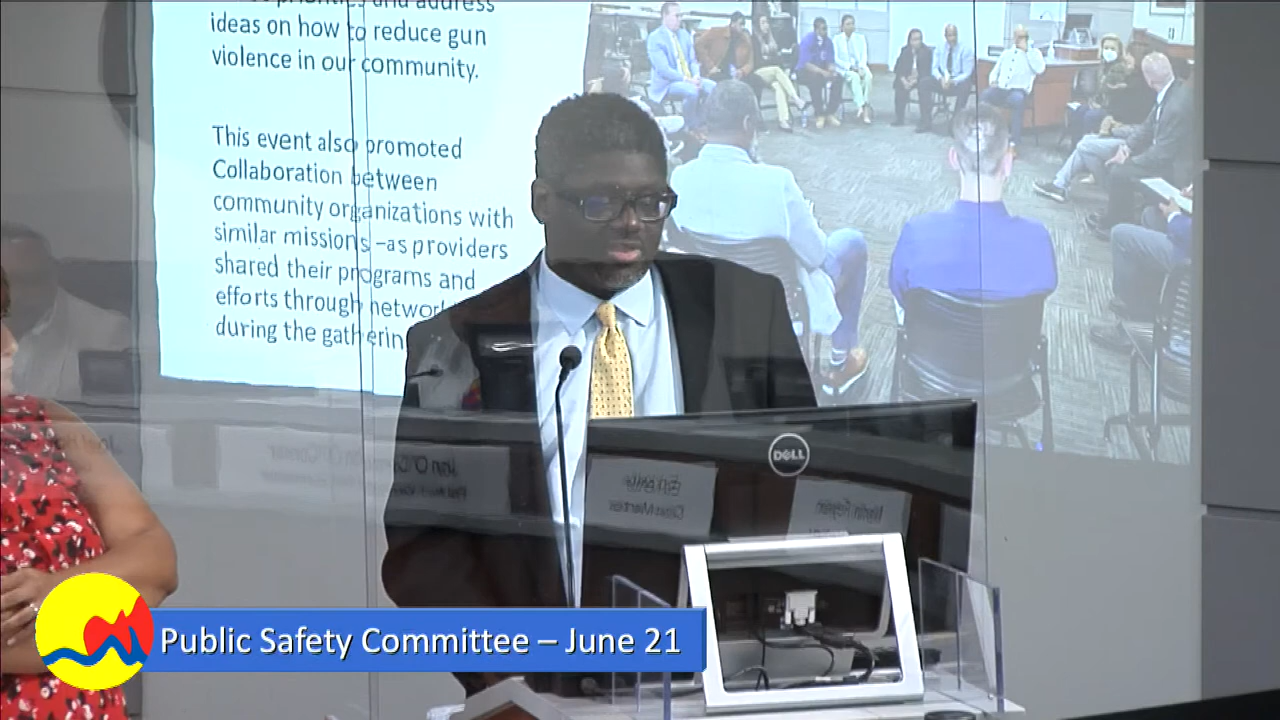 ideas on how to reduce gun
violence in our community.
This event also promoted
Collaboration between
community organizations with
similar missions –as providers
shared their programs and
efforts through
during the
DELL
Public Safety Committee – June 21